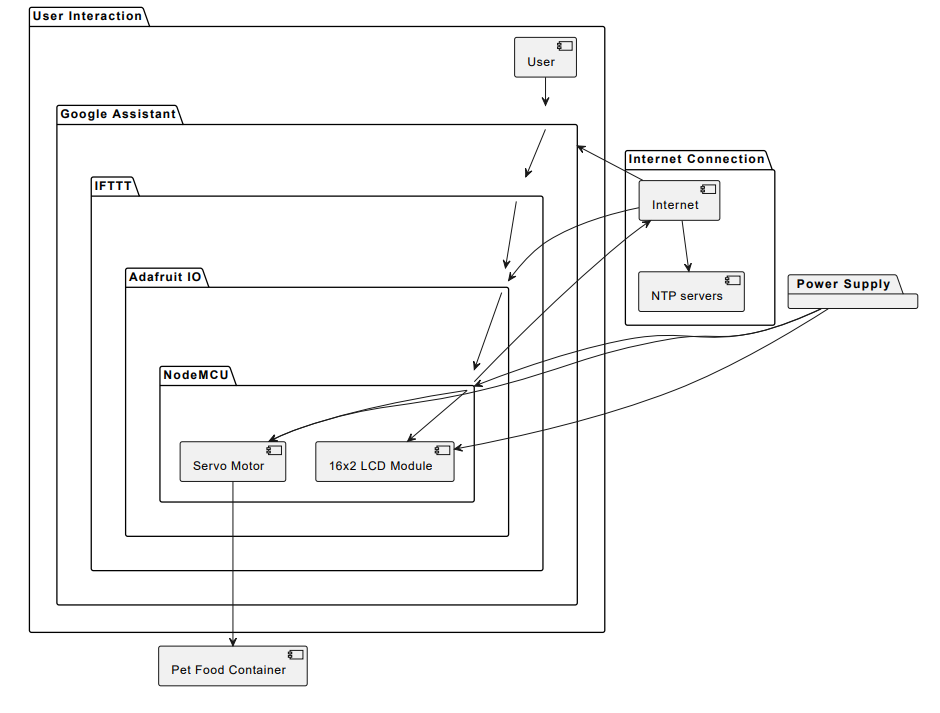 User Interaction
User
Google Assistant
Internet Connection
IFTTT
Internet
Adafruit IO
NTP servers
Power Supply
NodeMCU
Servo Motor
16x2 LCD Module
Pet Food Container